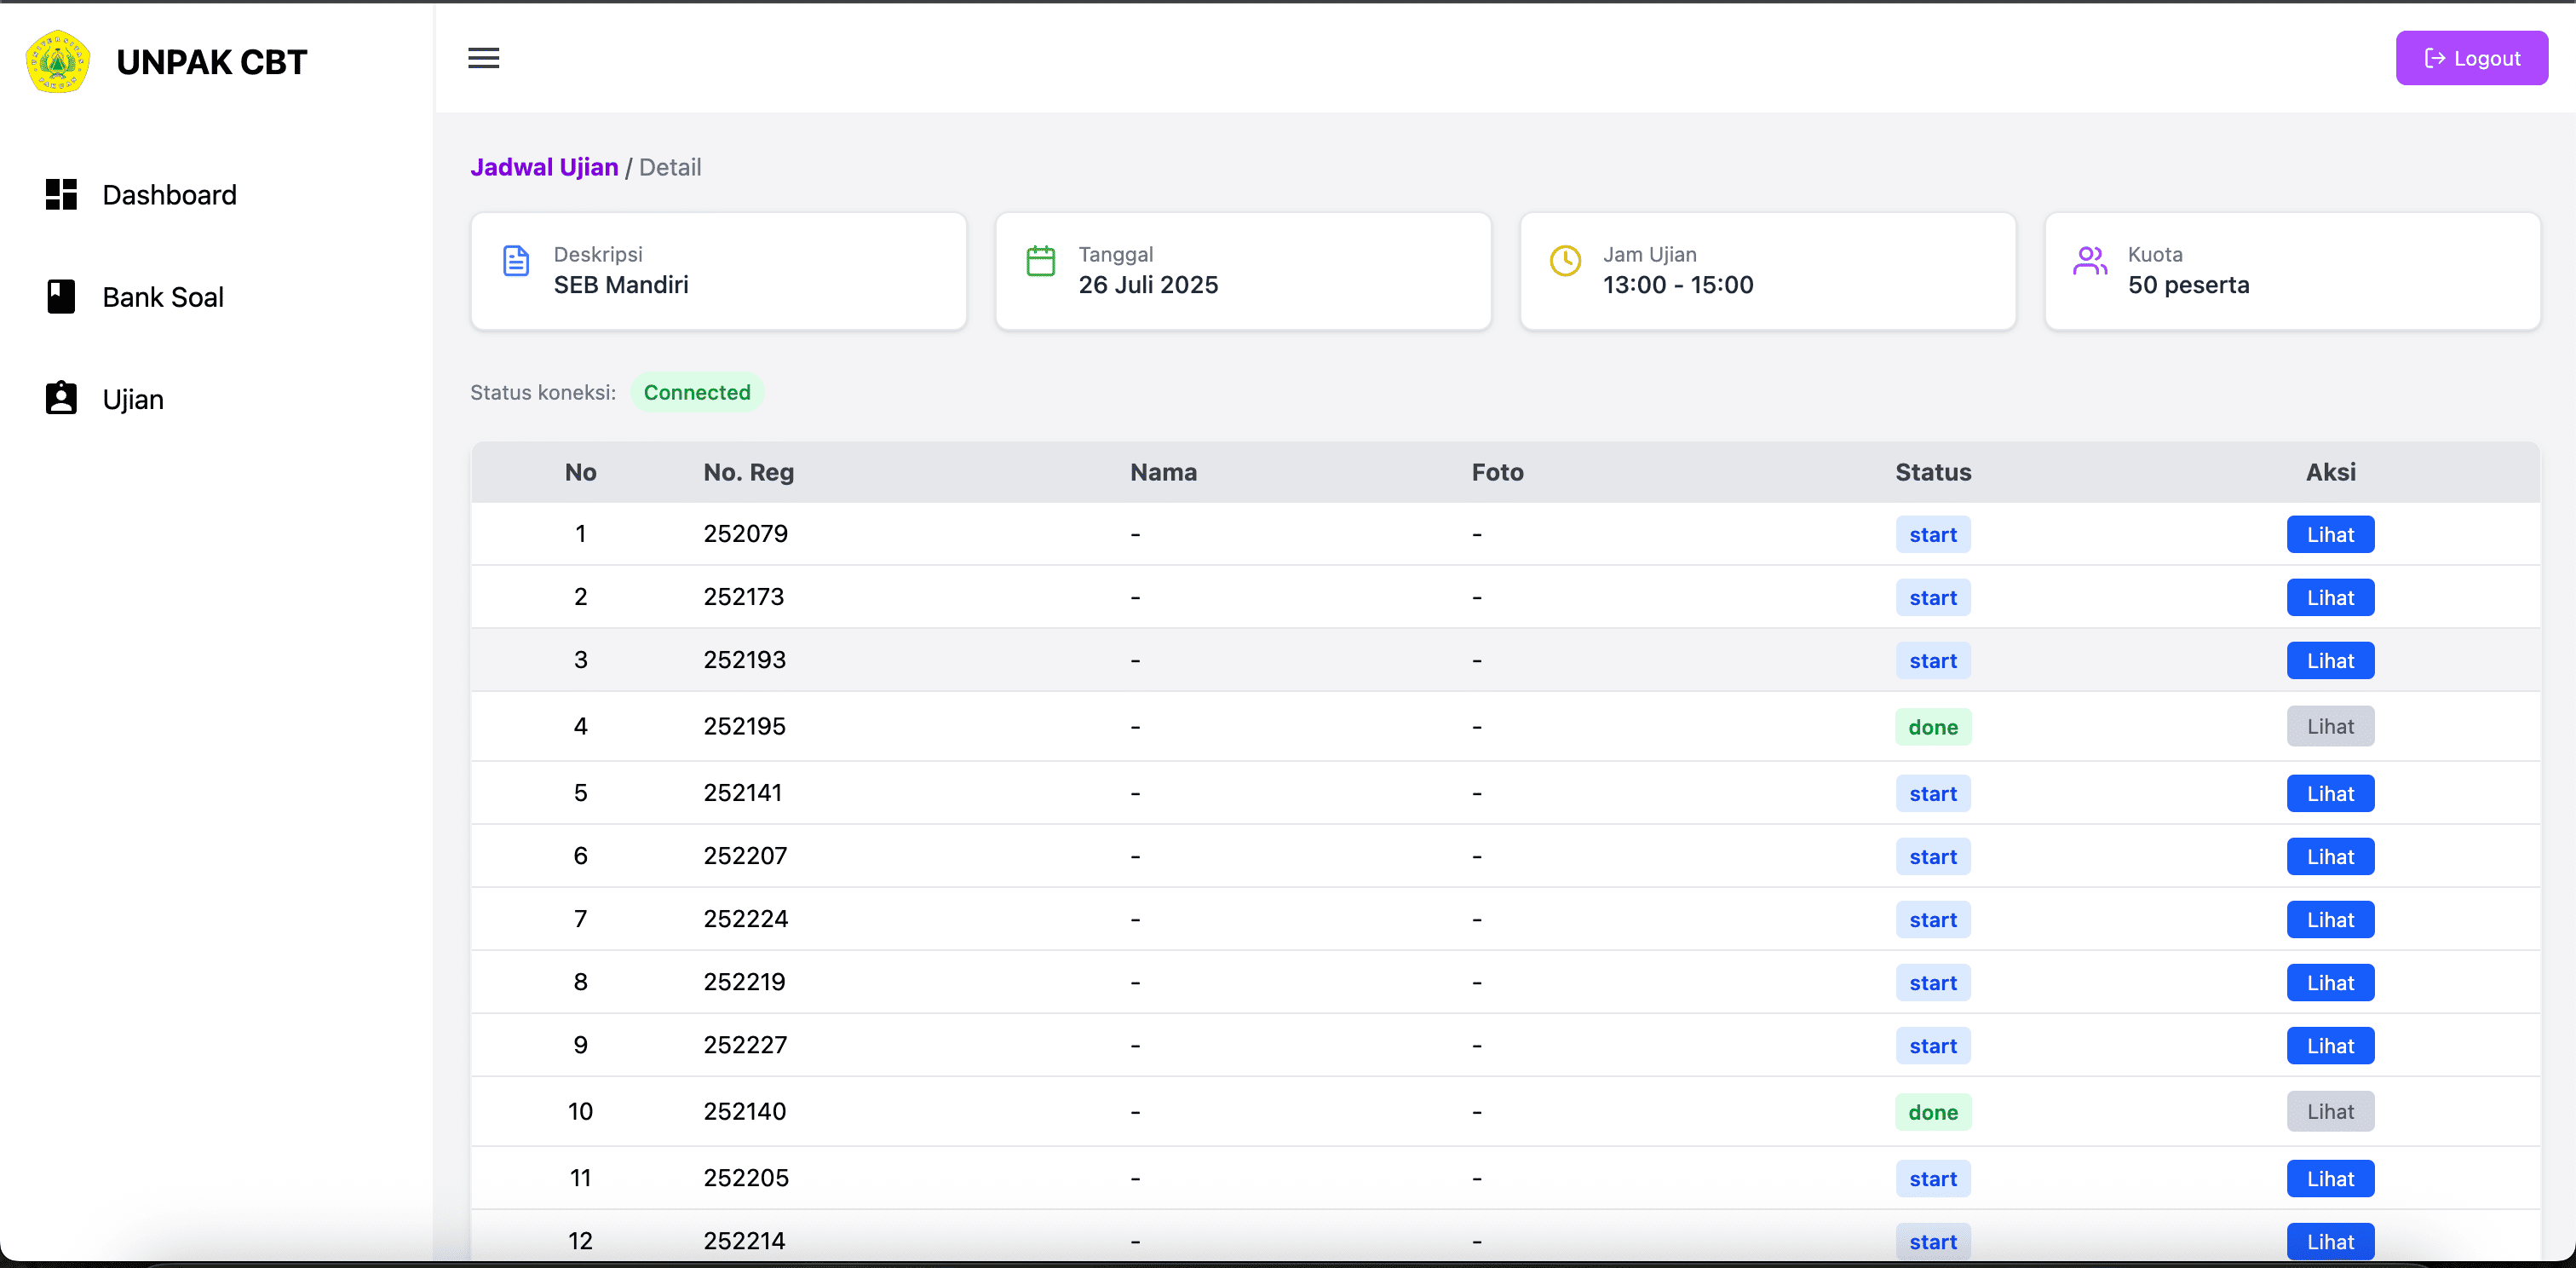 UNPAK CBT
Logout
Dashboard
Bank Soal
Ujian
Jadwal Ujian / Detail
Deskripsi
SEB Mandiri
Tanggal
26 Juli 2025
Jam Ujian
13:00 - 15:00
Kuota
50 peserta
Status koneksi: Connected
No No. Reg Nama Foto Status Aksi
1 252079 - - start Lihat
2 252173 - - start Lihat
3 252193 - - start Lihat
4 252195 - - done Lihat
5 252141 - - start Lihat
6 252207 - - start Lihat
7 252224 - - start Lihat
8 252219 - - start Lihat
9 252227 - - start Lihat
10 252140 - - done Lihat
11 252205 - - start Lihat
12 252214 - - start Lihat